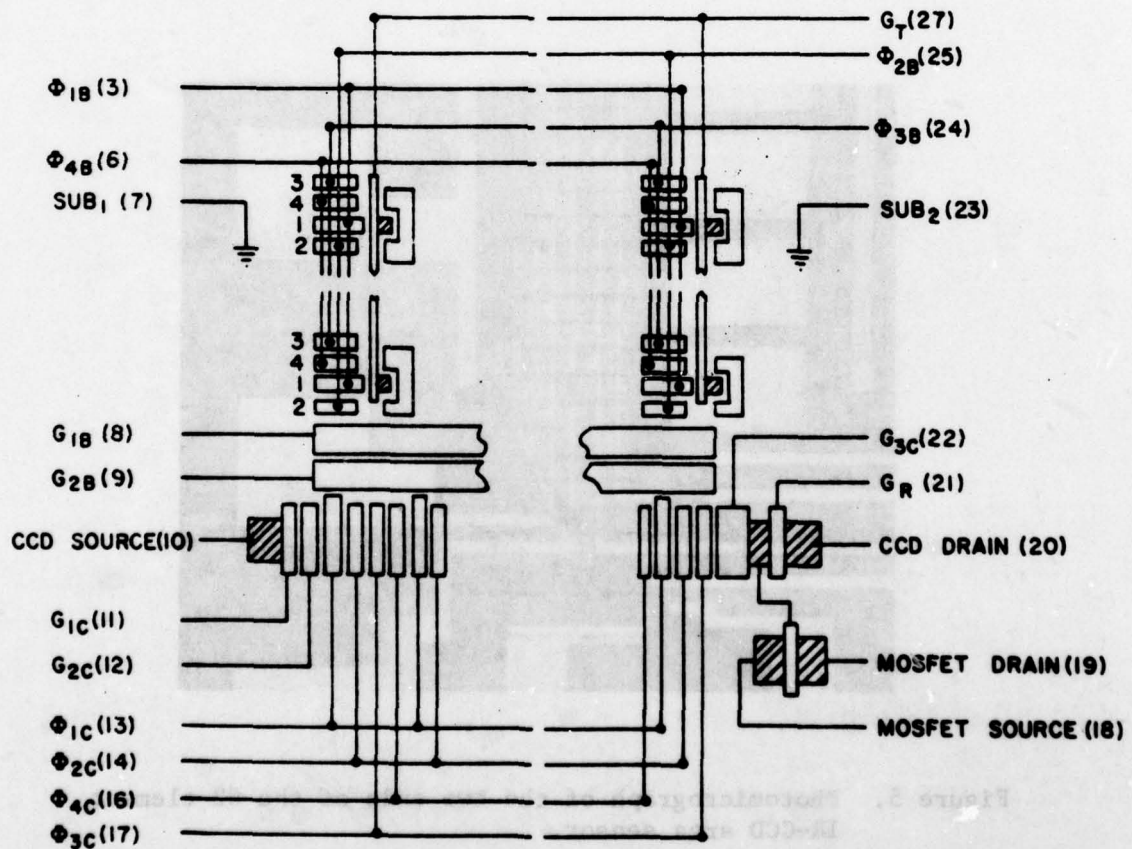 G_T (27)
Φ_2B (25)
Φ_1B (3)
Φ_3B (24)
Φ_4B (6)
SUB_1 (7)
SUB_2 (23)
3
4
1
2
3
4
1
2
G_1B (8)
G_3C (22)
G_2B (9)
G_R (21)
CCD SOURCE(10)
CCD DRAIN (20)
G_1C (11)
G_2C (12)
MOSFET DRAIN(19)
MOSFET SOURCE (18)
Φ_1C (13)
Φ_2C (14)
Φ_4C (16)
Φ_3C (17)